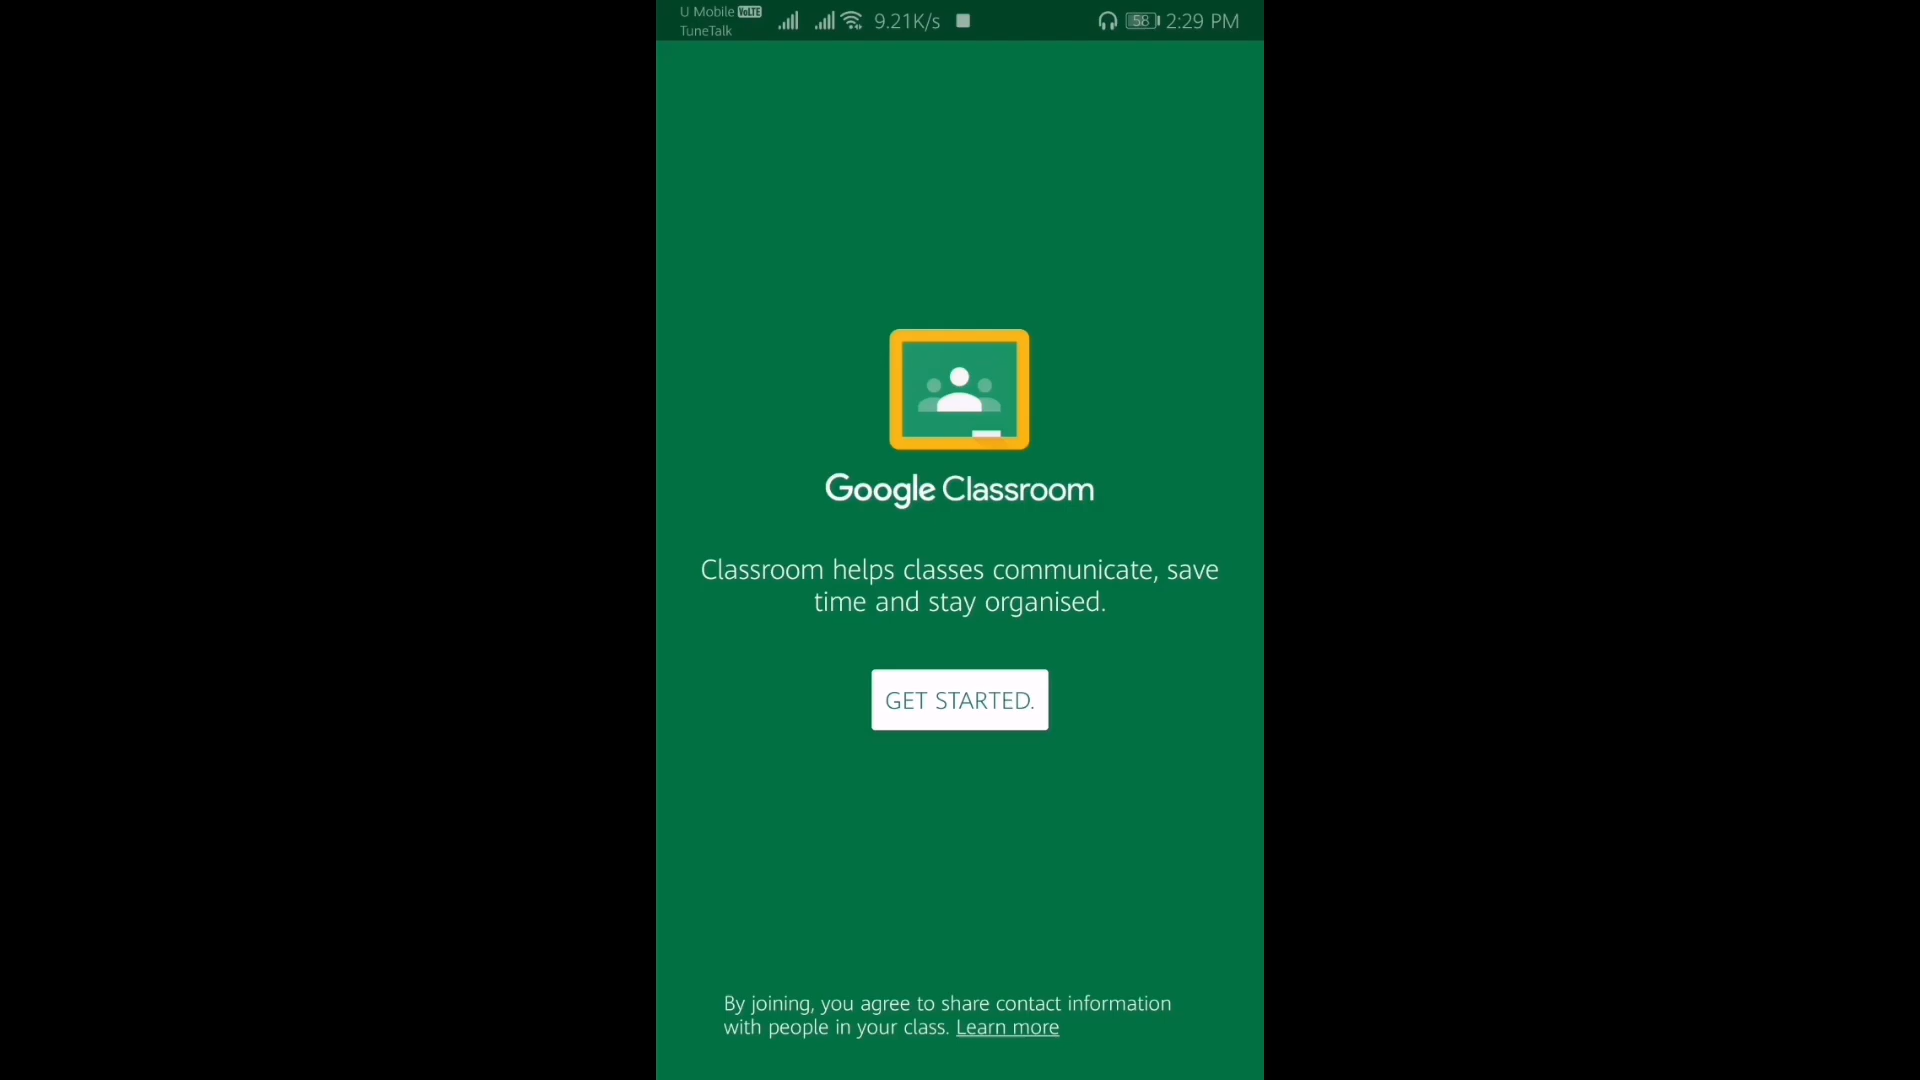 U Mobile VoLTE
TuneTalk
9.21K/s
58
2:29 PM
Google Classroom
Classroom helps classes communicate, save
time and stay organised.
GET STARTED.
By joining, you agree to share contact information
with people in your class. Learn more